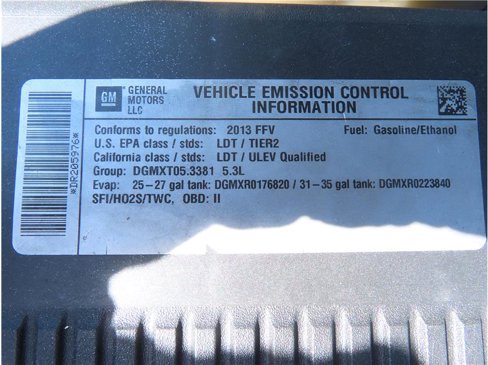 GM
GENERAL
MOTORS
LLC
VEHICLE EMISSION CONTROL
INFORMATION
Conforms to regulations: 2013 FFV Fuel: Gasoline/Ethanol
U.S. EPA class / stds: LDT / TIER2
California class / stds: LDT / ULEV Qualified
Group: DGMXT05.3381 5.3L
Evap: 25-27 gal tank: DGMXR0176820 / 31-35 gal tank: DGMXR0223840
SFI/HO2S/TWC, OBD: II
*DR205976*